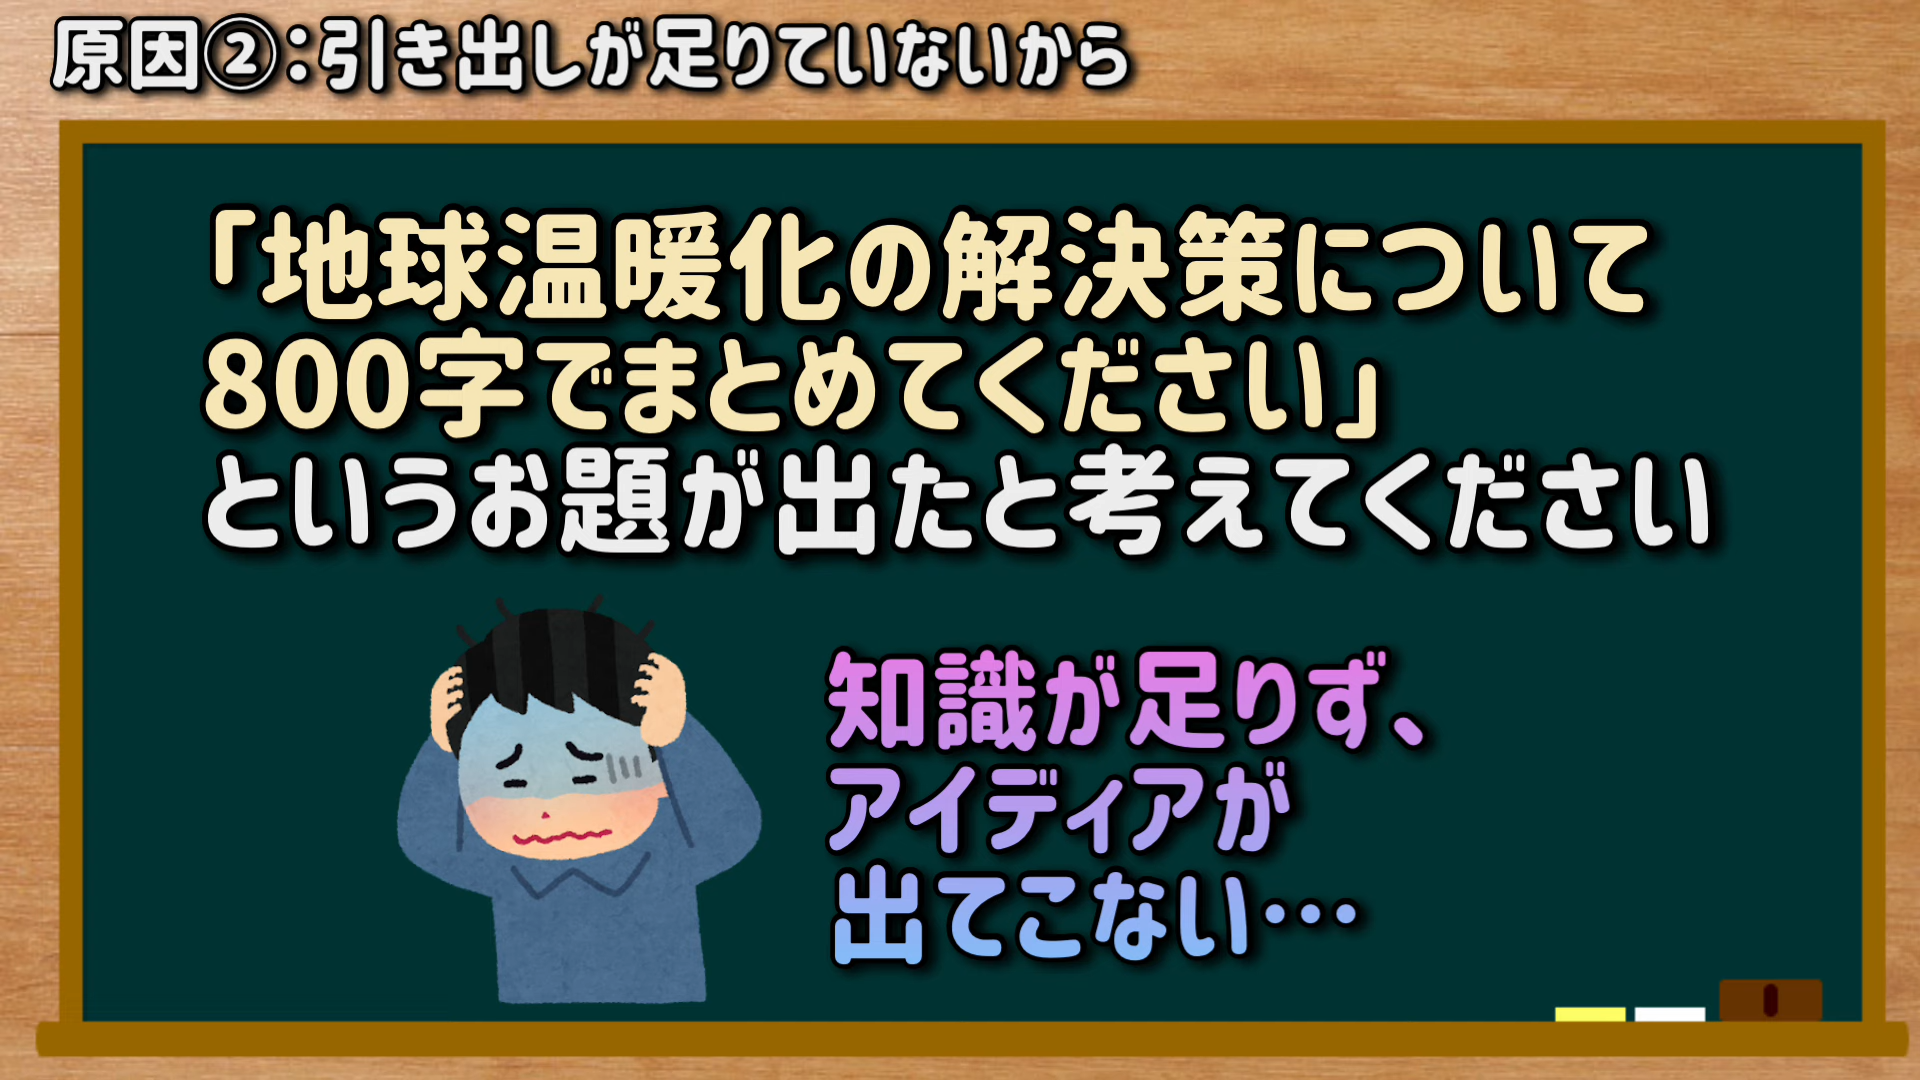 原因②：引き出しが足りていないから
「地球温暖化の解決策について
800字でまとめてください」
というお題が出たと考えてください
知識が足りず、
アイディアが
出てこない…